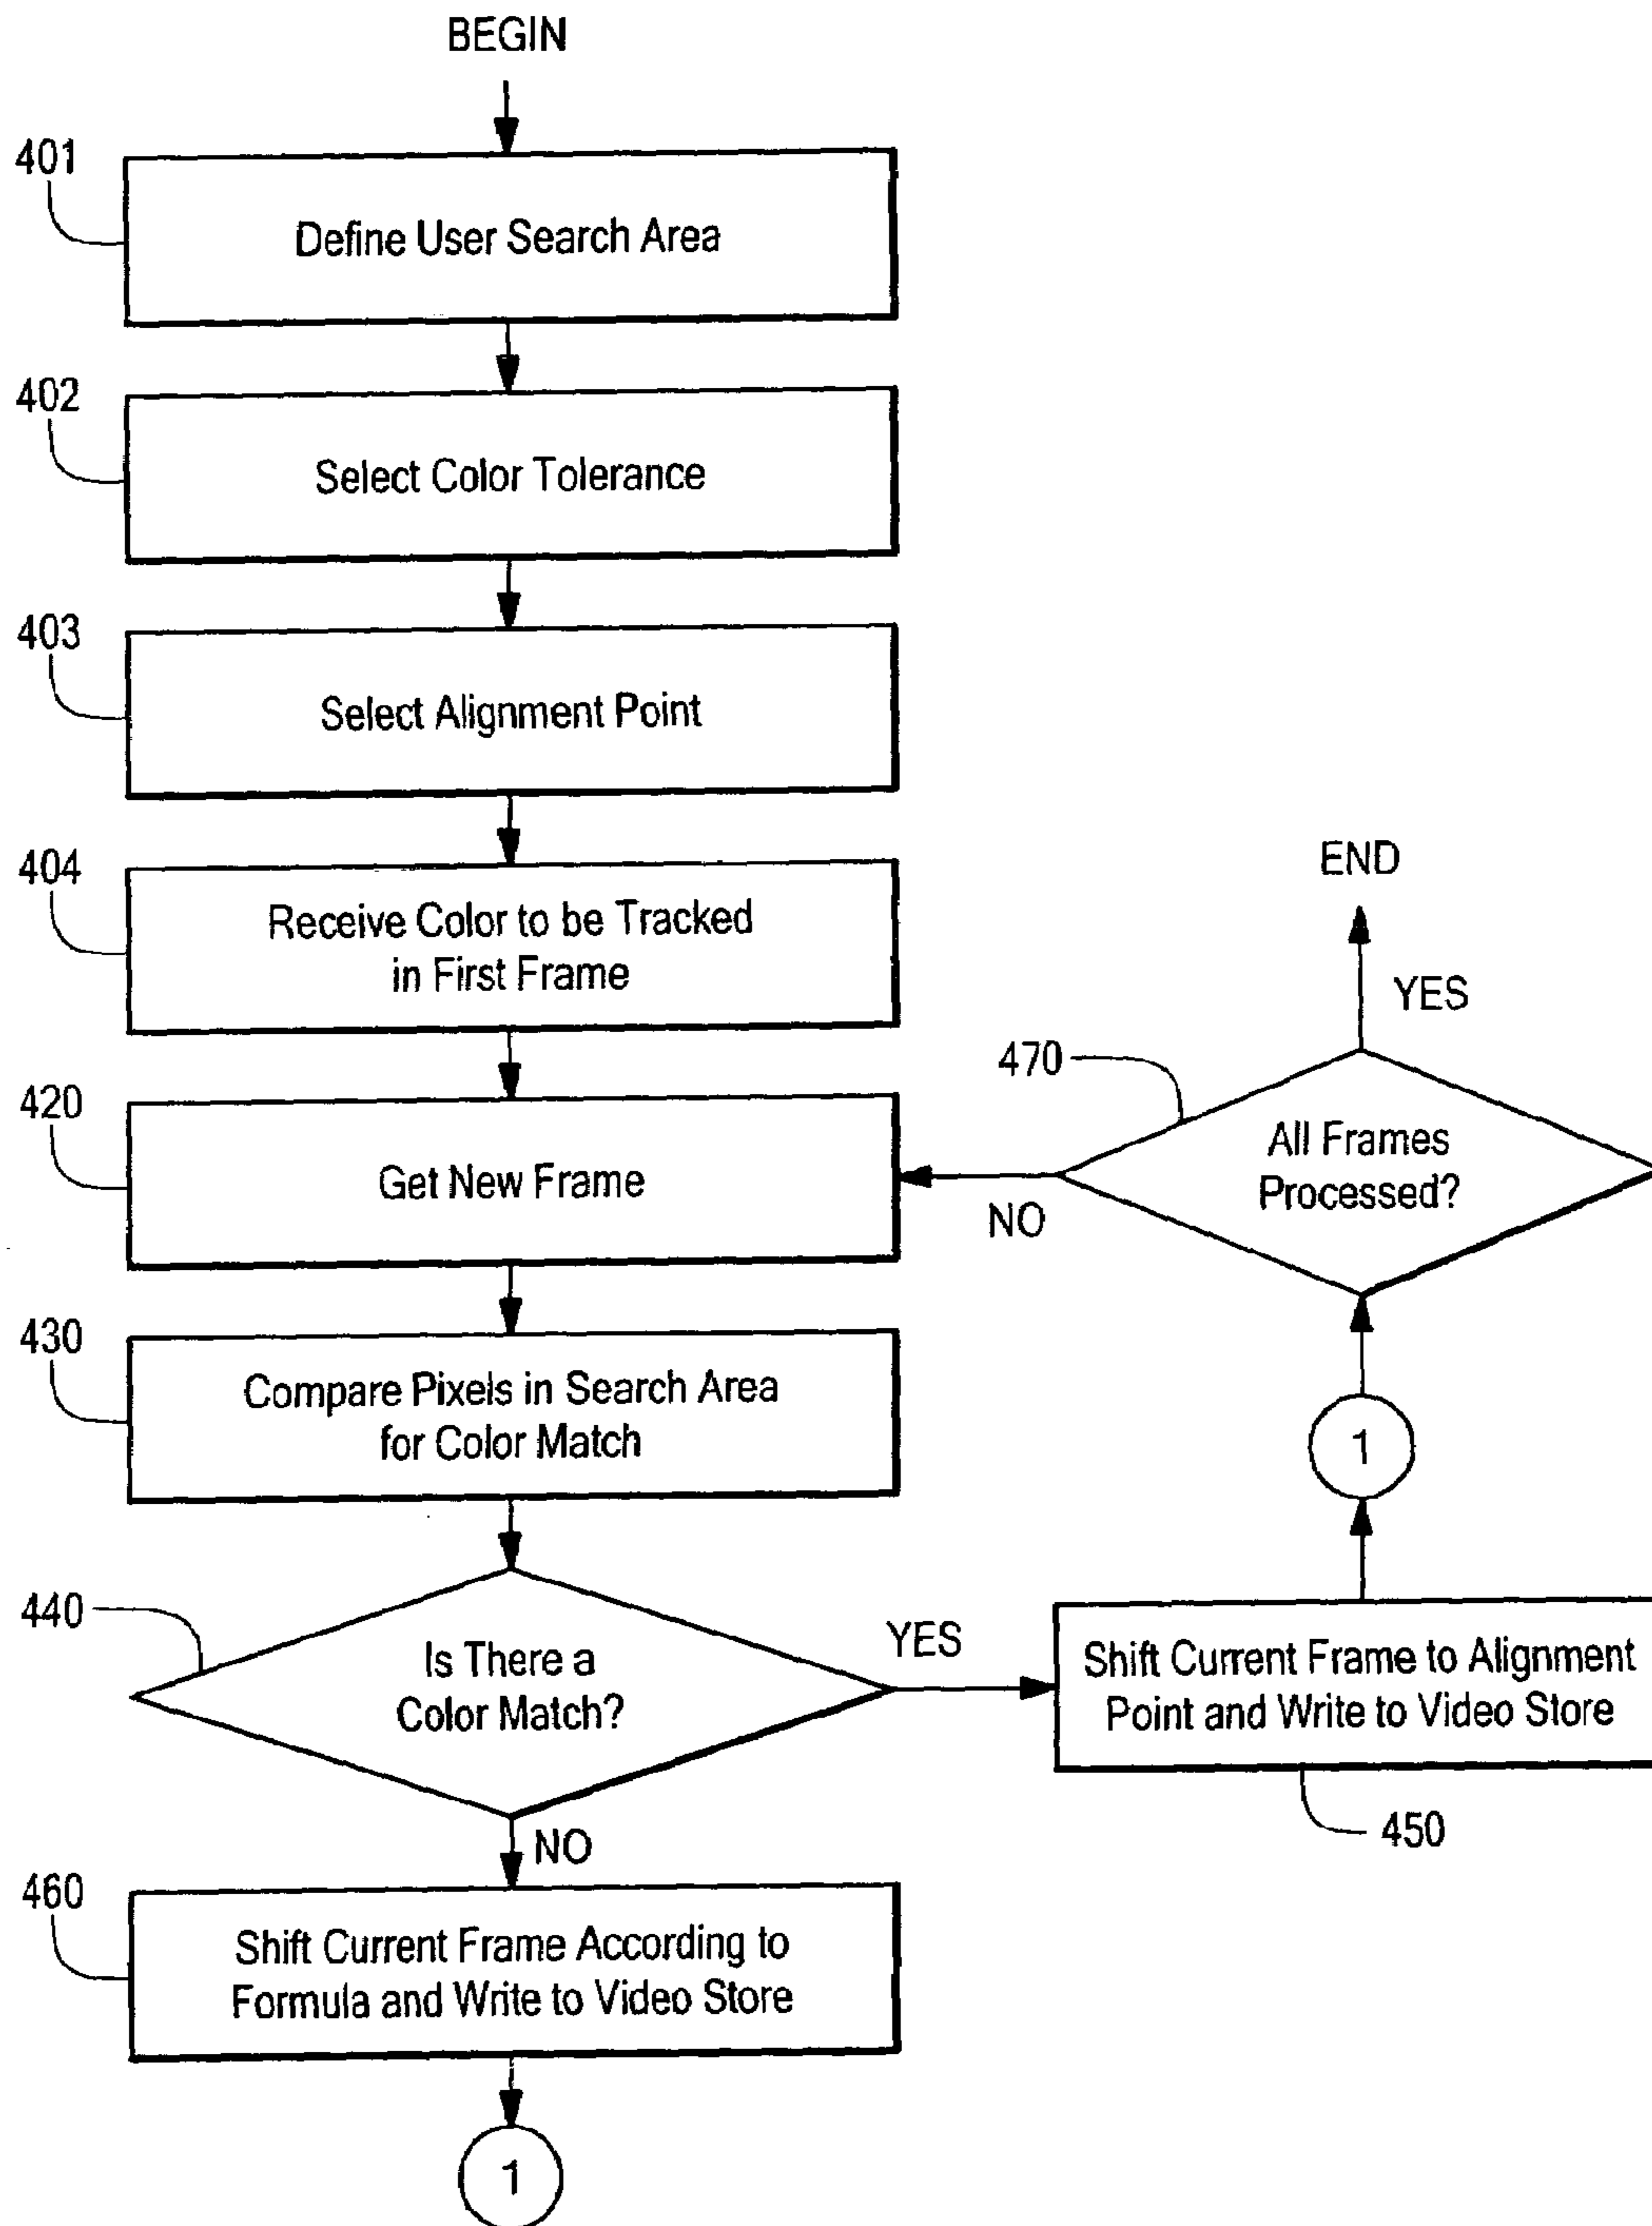 BEGIN
401
Define User Search Area
402
Select Color Tolerance
403
Select Alignment Point
404
Receive Color to be Tracked
in First Frame
END
YES
470
All Frames
Processed?
NO
420
Get New Frame
430
Compare Pixels in Search Area
for Color Match
1
440
Is There a
Color Match?
YES
Shift Current Frame to Alignment
Point and Write to Video Store
450
NO
460
Shift Current Frame According to
Formula and Write to Video Store
1